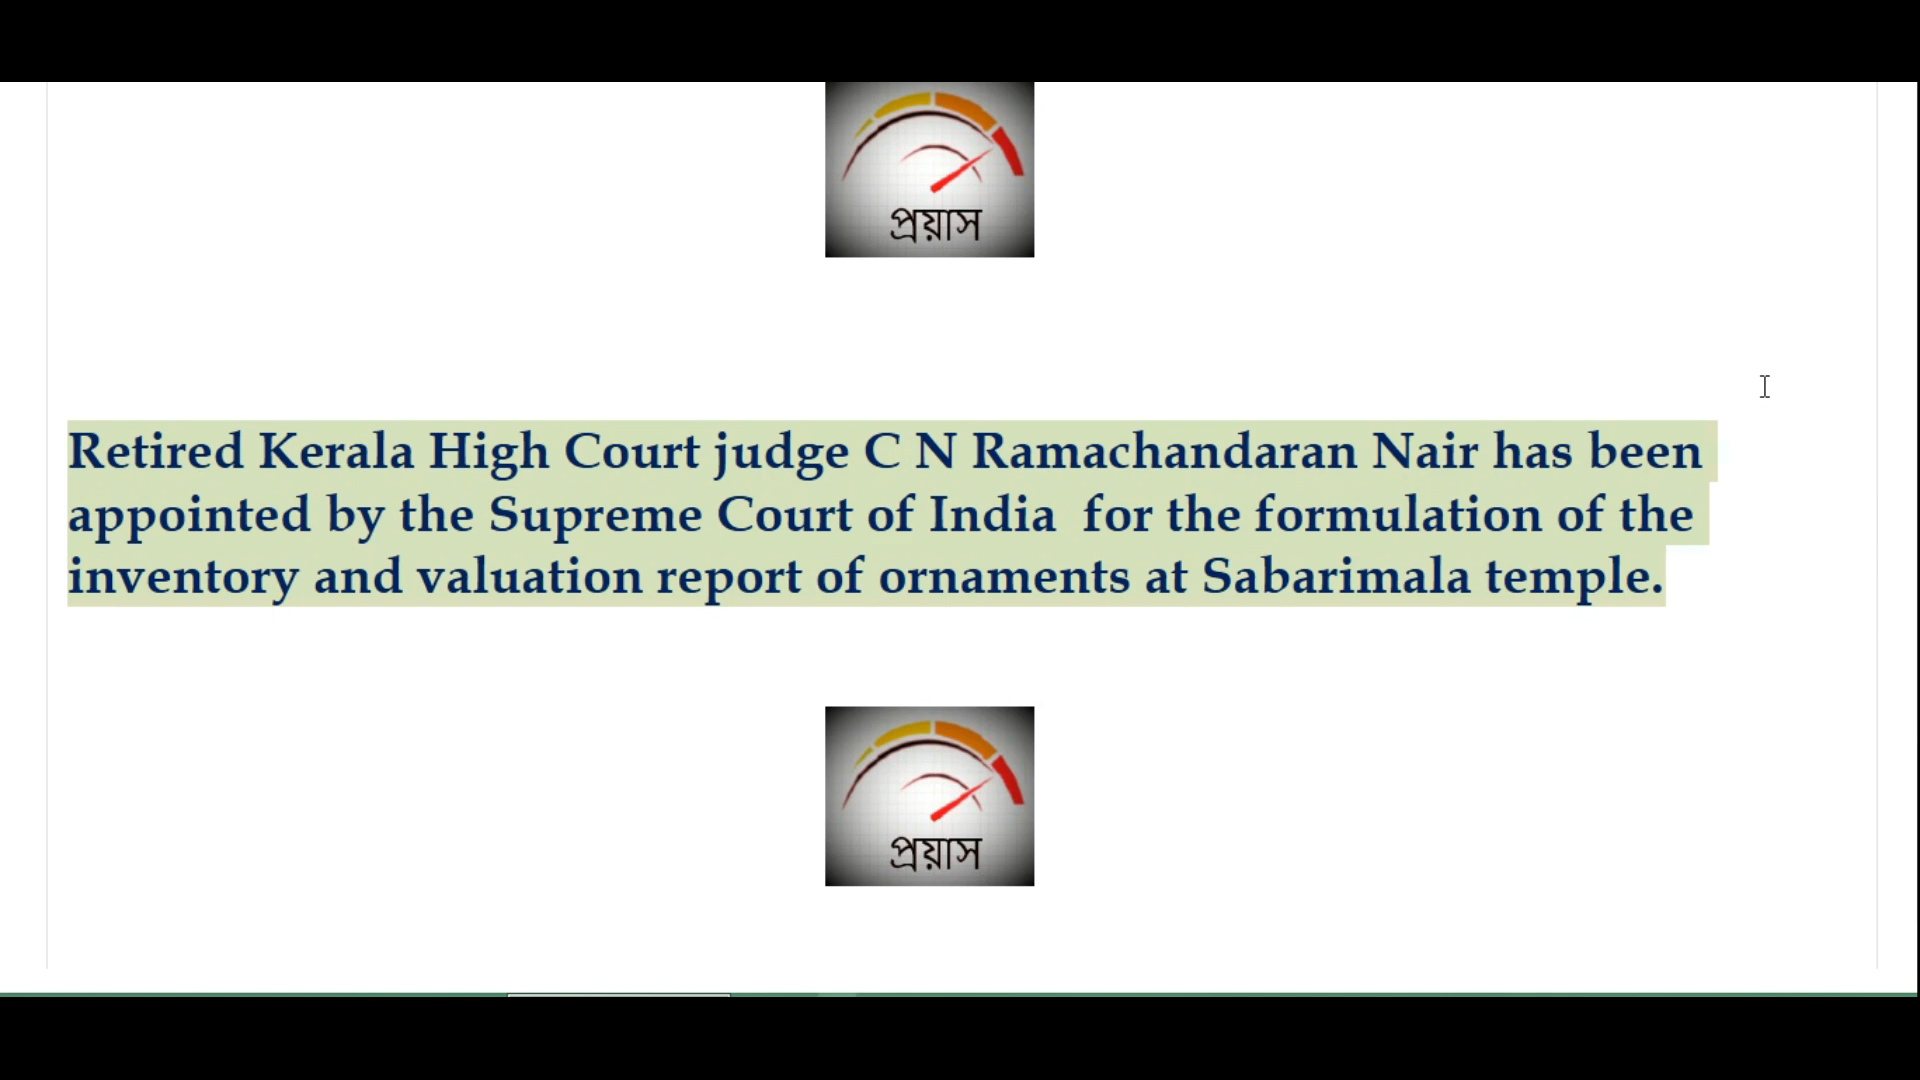 প্রয়াস
Retired Kerala High Court judge C N Ramachandaran Nair has been
appointed by the Supreme Court of India  for the formulation of the
inventory and valuation report of ornaments at Sabarimala temple.
প্রয়াস